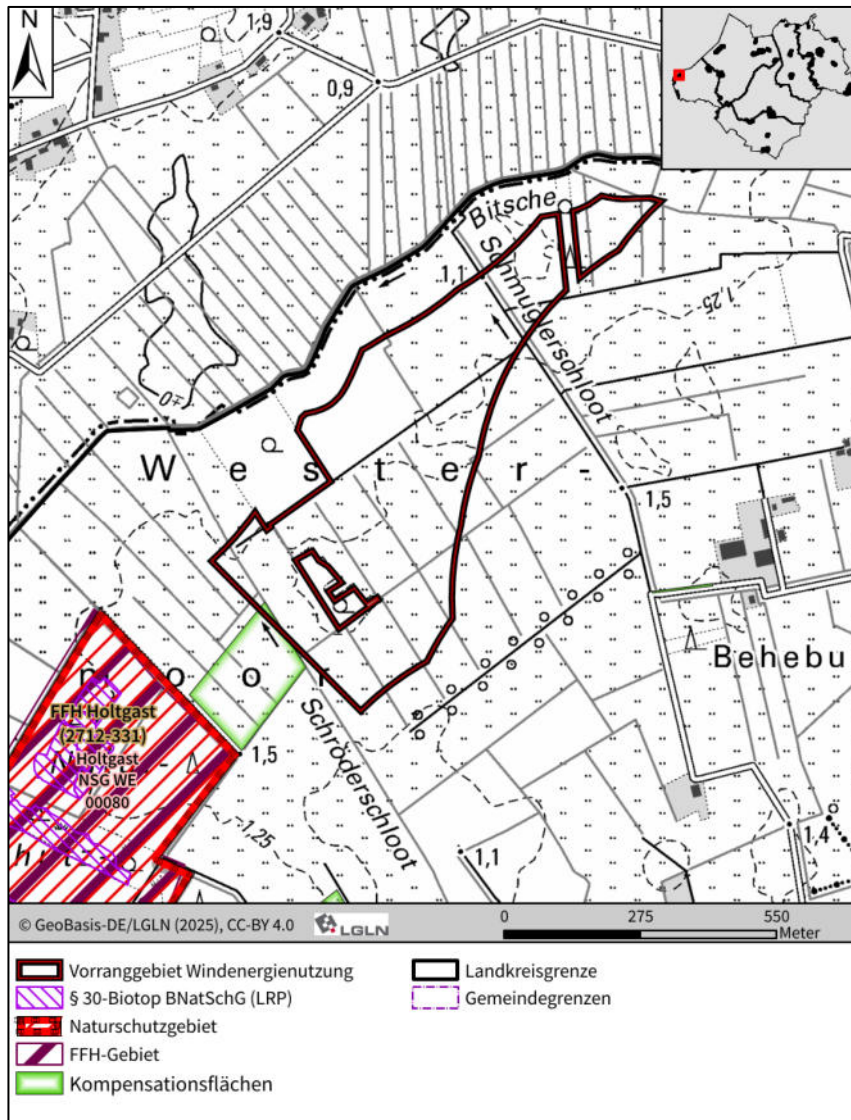 N
1,9
0,9
Bitsche
1,1
Schmuglerschloot
1,25
W e s t e r -
1,5
Behebu
m o o r
FFH Holtgast
(2712-331)
Holtgast
NSG WE
00080
1,5
Schröderschloot
1,25
1,1
1,4
© GeoBasis-DE/LGLN (2025), CC-BY 4.0
LGLN
0 275 550
Meter
Vorranggebiet Windenergienutzung
§ 30-Biotop BNatSchG (LRP)
Naturschutzgebiet
FFH-Gebiet
Kompensationsflächen
Landkreisgrenze
Gemeindegrenzen